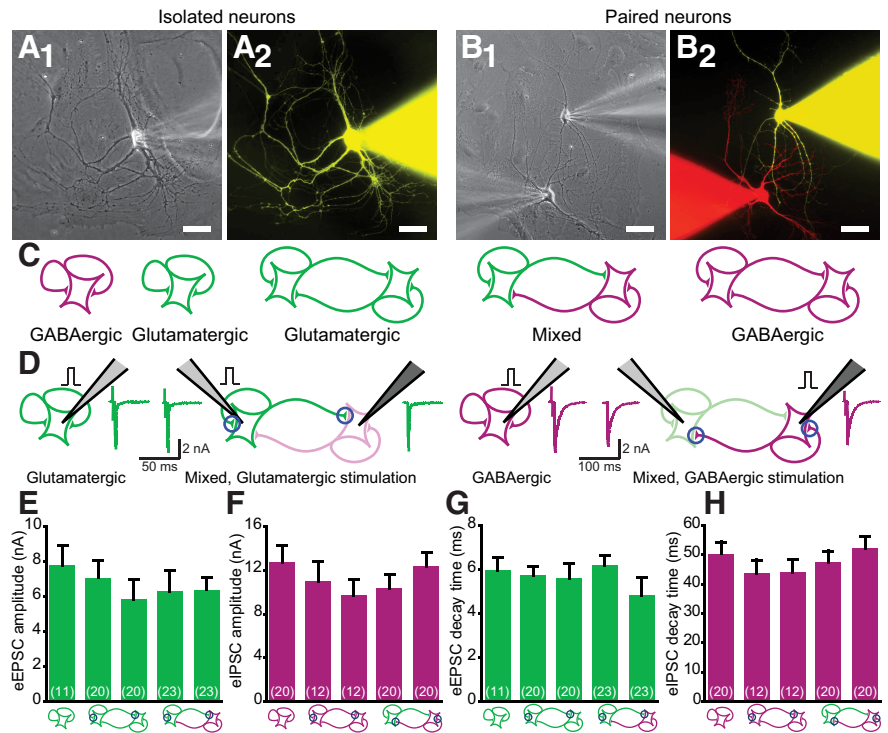 Isolated neurons Paired neurons
A1 A2 B1 B2
C
GABAergic Glutamatergic Glutamatergic Mixed GABAergic
D
2 nA
50 ms
2 nA
100 ms
Glutamatergic Mixed, Glutamatergic stimulation GABAergic Mixed, GABAergic stimulation
E
eEPSC amplitude (nA)
10
8
6
4
2
0
(11) (20) (20) (23) (23)
F
eIPSC amplitude (nA)
16
12
8
4
0
(20) (12) (12) (20) (20)
G
eEPSC decay time (ms)
8
6
4
2
0
(11) (20) (20) (23) (23)
H
eIPSC decay time (ms)
60
50
40
30
20
10
0
(20) (12) (12) (20) (20)